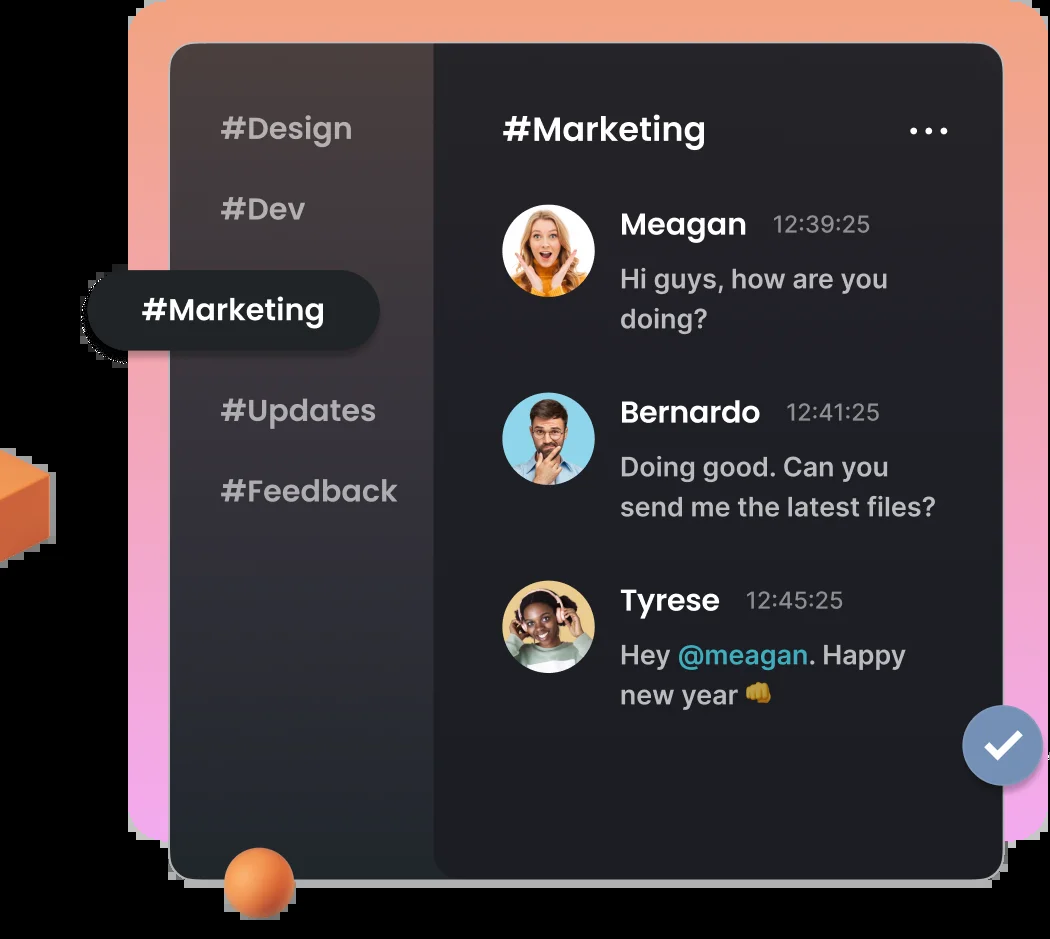 #Design
#Dev
#Marketing
#Updates
#Feedback
#Marketing
Meagan 12:39:25
Hi guys, how are you
doing?
Bernardo 12:41:25
Doing good. Can you
send me the latest files?
Tyrese 12:45:25
Hey @meagan. Happy
new year 👊